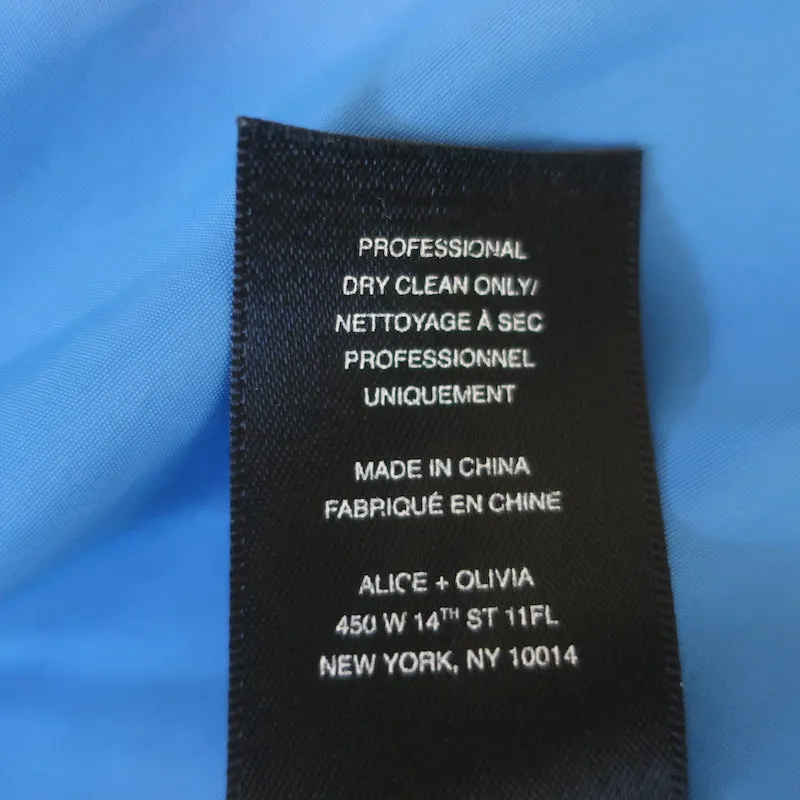 PROFESSIONAL
DRY CLEAN ONLY/
NETTOYAGE À SEC
PROFESSIONNEL
UNIQUEMENT
MADE IN CHINA
FABRIQUÉ EN CHINE
ALICE + OLIVIA
450 W 14TH ST 11FL
NEW YORK, NY 10014